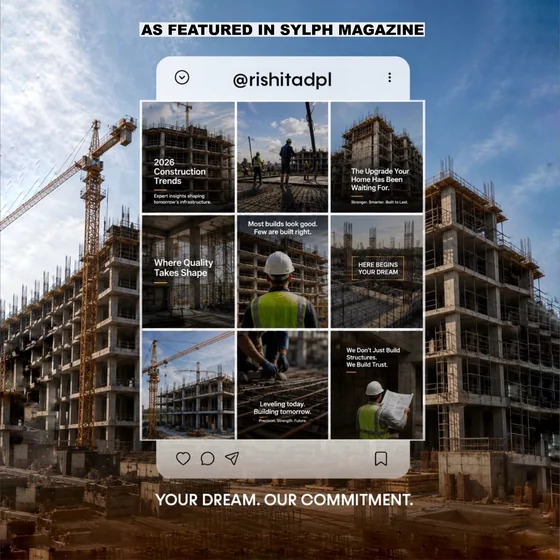 AS FEATURED IN SYLPH MAGAZINE
@rishitadpl
2026
Construction
Trends
Expert insights shaping
tomorrow's infrastructure.
The Upgrade Your
Home Has Been
Waiting For.
Stronger. Smarter. Built to Last.
Where Quality
Takes Shape
Most builds look good.
Few are built right.
HERE BEGINS
YOUR DREAM
Leveling today.
Building tomorrow.
Precision. Strength. Future.
We Don't Just Build
Structures.
We Build Trust.
YOUR DREAM. OUR COMMITMENT.